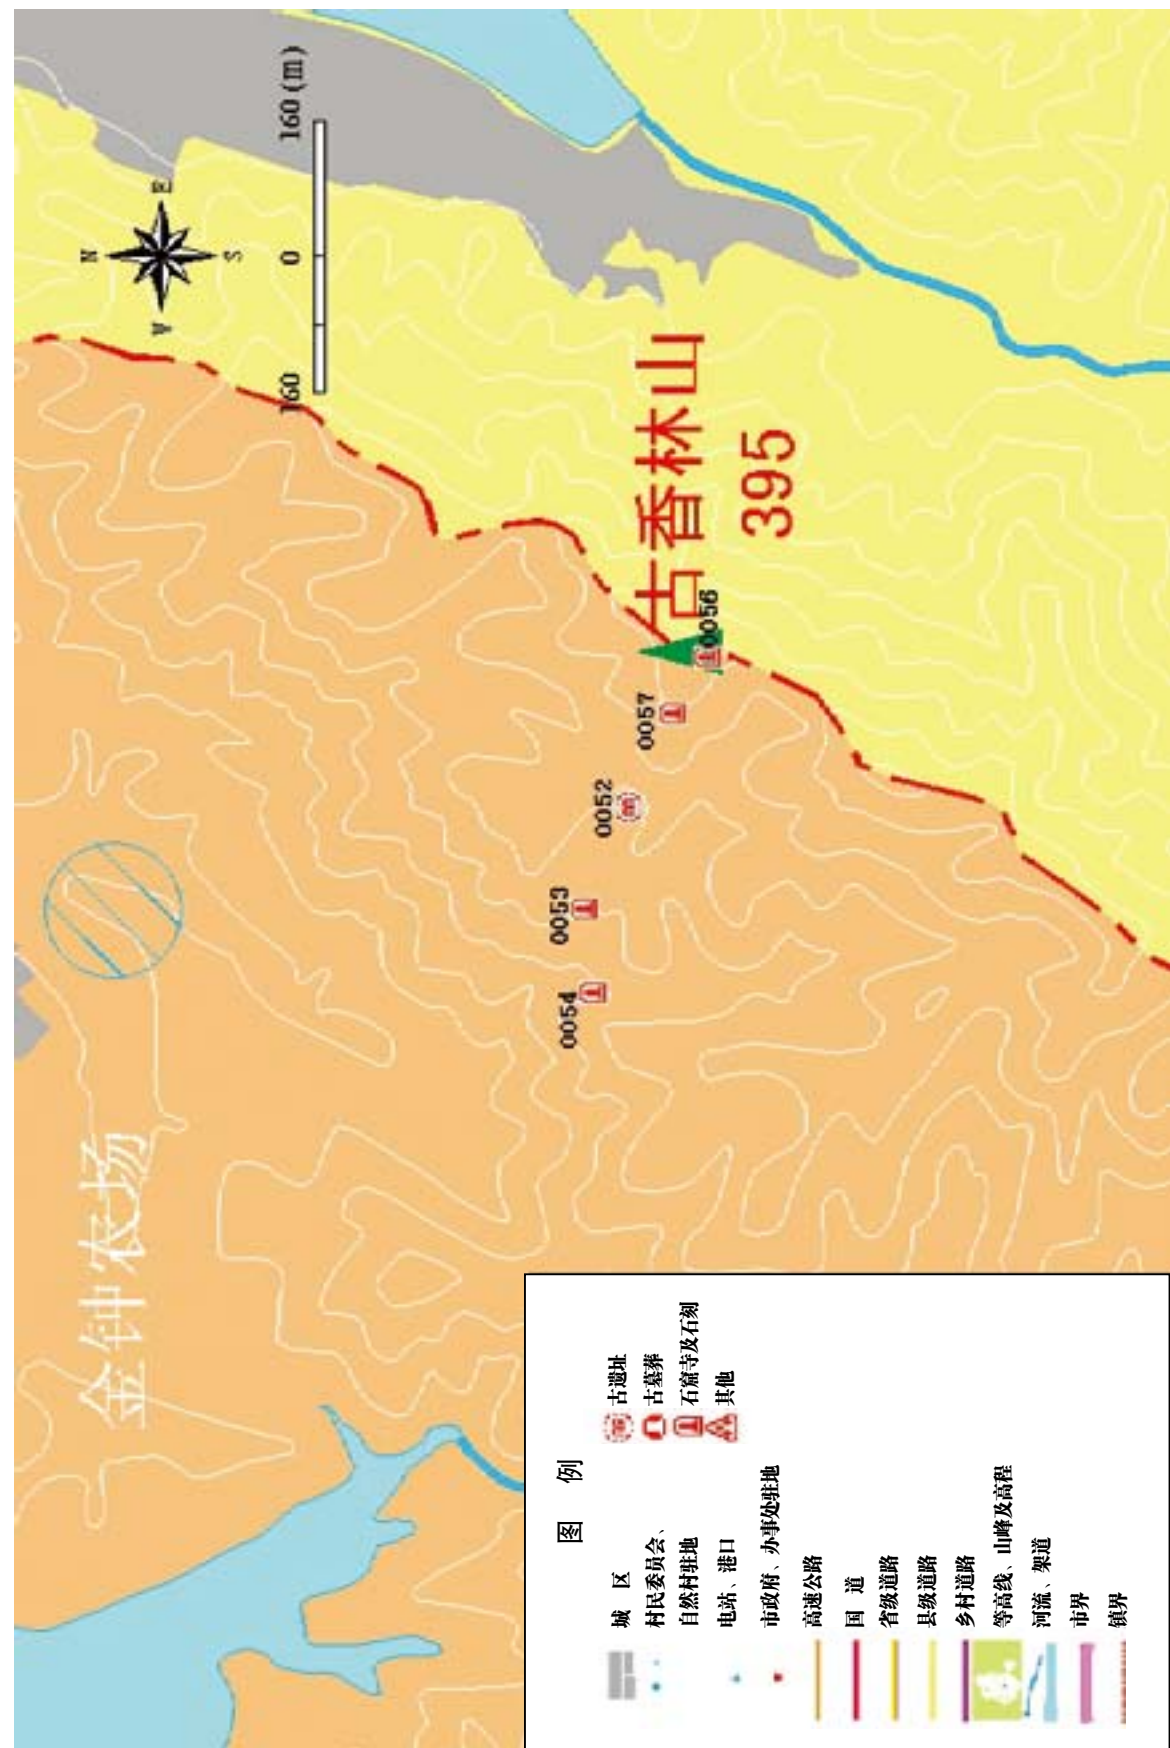 160 (m)
0
160
N
E
S
W
古香林山
395
0056
0057
0052
0053
0054
金钟农场
图 例
城 区
村民委员会、
自然村驻地
电站、港口
市政府、办事处驻地
高速公路
国 道
省级道路
县级道路
乡村道路
等高线、山峰及高程
河流、渠道
市界
镇界
古遗址
古墓葬
石窟寺及石刻
其他